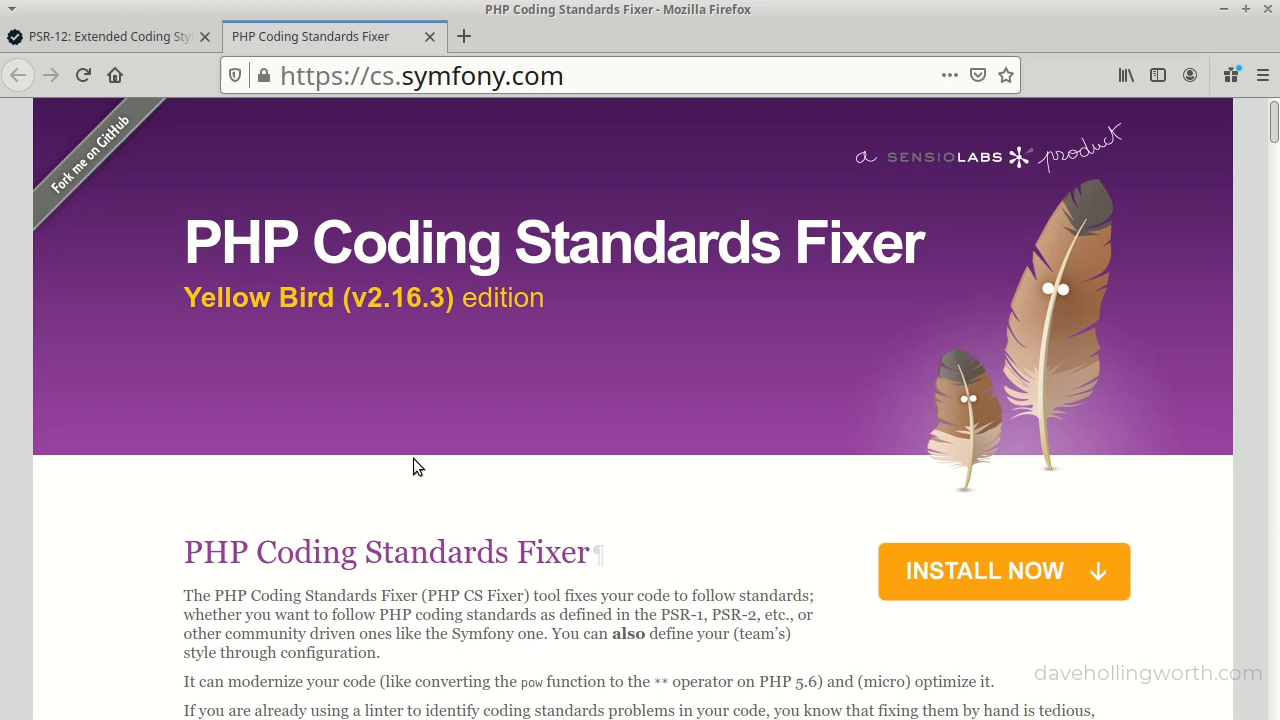 PHP Coding Standards Fixer - Mozilla Firefox
PSR-12: Extended Coding Sty
PHP Coding Standards Fixer
https://cs.symfony.com
Fork me on GitHub
a SENSIOLABS product
PHP Coding Standards Fixer
Yellow Bird (v2.16.3) edition
PHP Coding Standards Fixer¶
INSTALL NOW
The PHP Coding Standards Fixer (PHP CS Fixer) tool fixes your code to follow standards;
whether you want to follow PHP coding standards as defined in the PSR-1, PSR-2, etc., or
other community driven ones like the Symfony one. You can also define your (team’s)
style through configuration.
It can modernize your code (like converting the pow function to the ** operator on PHP 5.6) and (micro) optimize it.
If you are already using a linter to identify coding standards problems in your code, you know that fixing them by hand is tedious,
davehollingworth.com